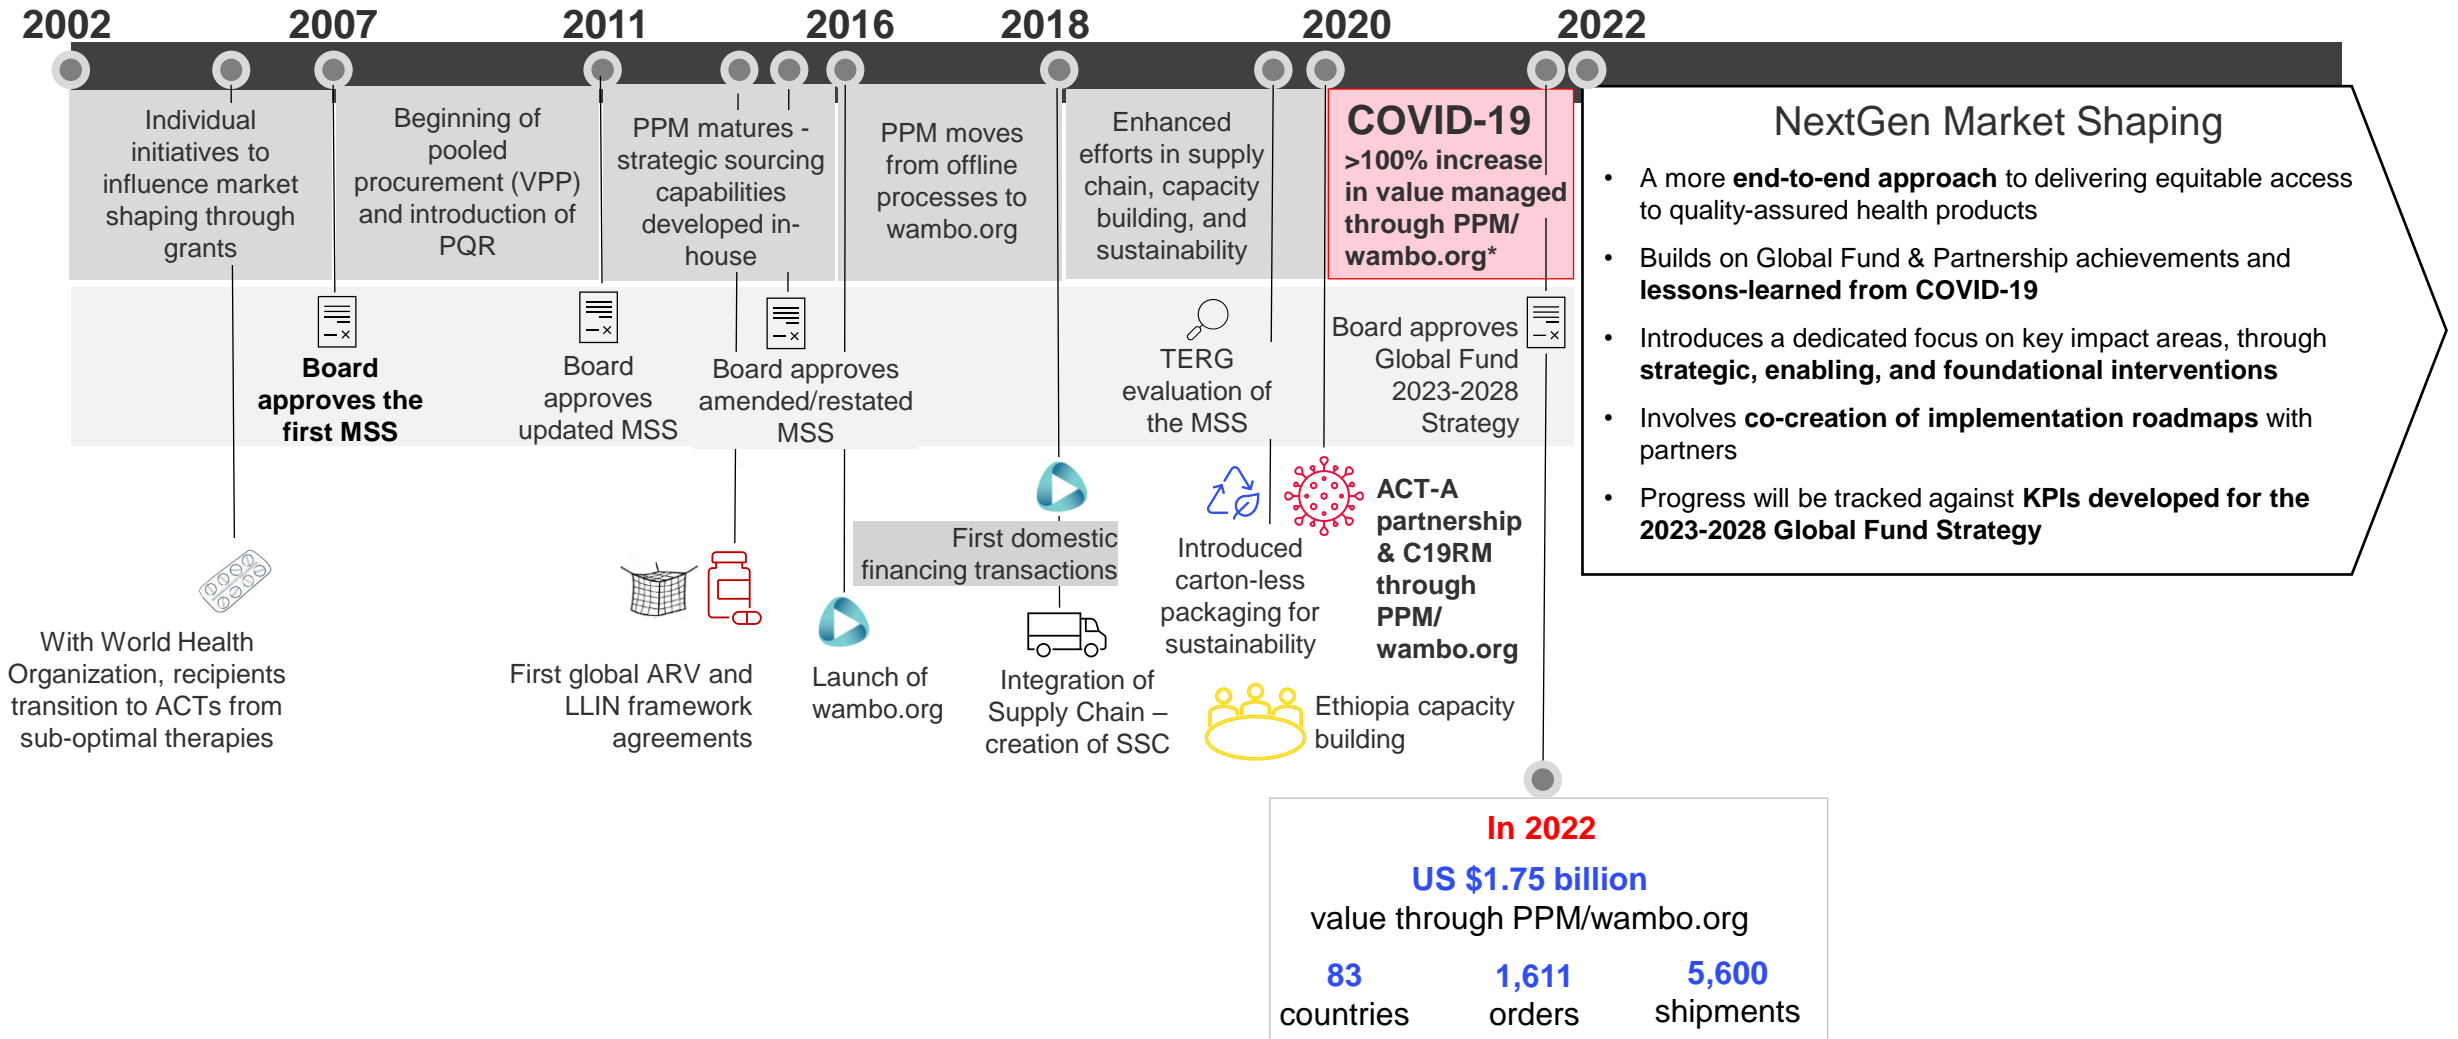 2002
2007
2011
2016
2018
2020
2022
Individual
initiatives to
influence market
shaping through
grants
Beginning of
pooled
procurement (VPP)
and introduction of
PQR
PPM matures -
strategic sourcing
capabilities
developed in-
house
PPM moves
from offline
processes to
wambo.org
Enhanced
efforts in supply
chain, capacity
building, and
sustainability
COVID-19
>100% increase
in value managed
through PPM/
wambo.org*
NextGen Market Shaping
• A more end-to-end approach to delivering equitable access
to quality-assured health products
• Builds on Global Fund & Partnership achievements and
lessons-learned from COVID-19
• Introduces a dedicated focus on key impact areas, through
strategic, enabling, and foundational interventions
• Involves co-creation of implementation roadmaps with
partners
• Progress will be tracked against KPIs developed for the
2023-2028 Global Fund Strategy
Board
approves the
first MSS
Board
approves
updated MSS
Board approves
amended/restated
MSS
TERG
evaluation of
the MSS
Board approves
Global Fund
2023-2028
Strategy
With World Health
Organization, recipients
transition to ACTs from
sub-optimal therapies
First global ARV and
LLIN framework
agreements
Launch of
wambo.org
First domestic
financing transactions
Integration of
Supply Chain –
creation of SSC
Introduced
carton-less
packaging for
sustainability
ACT-A
partnership
& C19RM
through
PPM/
wambo.org
Ethiopia capacity
building
In 2022
US $1.75 billion
value through PPM/wambo.org
83
countries
1,611
orders
5,600
shipments